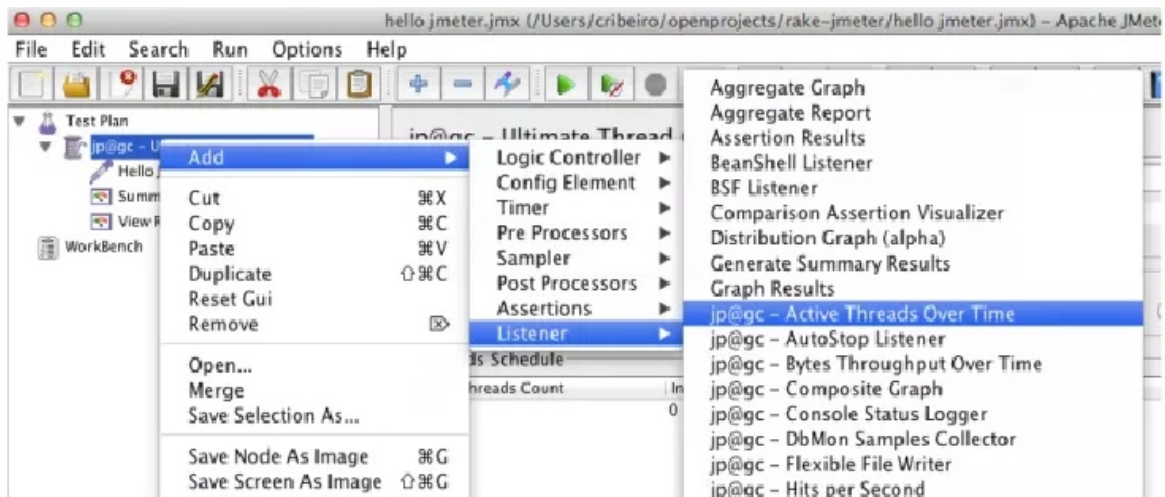 hello jmeter.jmx (/Users/cribeiro/openprojects/rake-jmeter/hello jmeter.jmx) – Apache JMete
File Edit Search Run Options Help
Test Plan
jp@gc – U
Hello
Summ
View R
WorkBench
jp@gc – Ultimate Thread
Add
Cut ⌘X
Copy ⌘C
Paste ⌘V
Duplicate ⇧⌘C
Reset Gui
Remove ⌦
Open...
Merge
Save Selection As...
Save Node As Image ⌘G
Save Screen As Image ⇧⌘G
Logic Controller
Config Element
Timer
Pre Processors
Sampler
Post Processors
Assertions
Listener
ds Schedule
hreads Count In
0
Aggregate Graph
Aggregate Report
Assertion Results
BeanShell Listener
BSF Listener
Comparison Assertion Visualizer
Distribution Graph (alpha)
Generate Summary Results
Graph Results
jp@gc – Active Threads Over Time
jp@gc – AutoStop Listener
jp@gc – Bytes Throughput Over Time
jp@gc – Composite Graph
jp@gc – Console Status Logger
jp@gc – DbMon Samples Collector
jp@gc – Flexible File Writer
jp@gc – Hits per Second